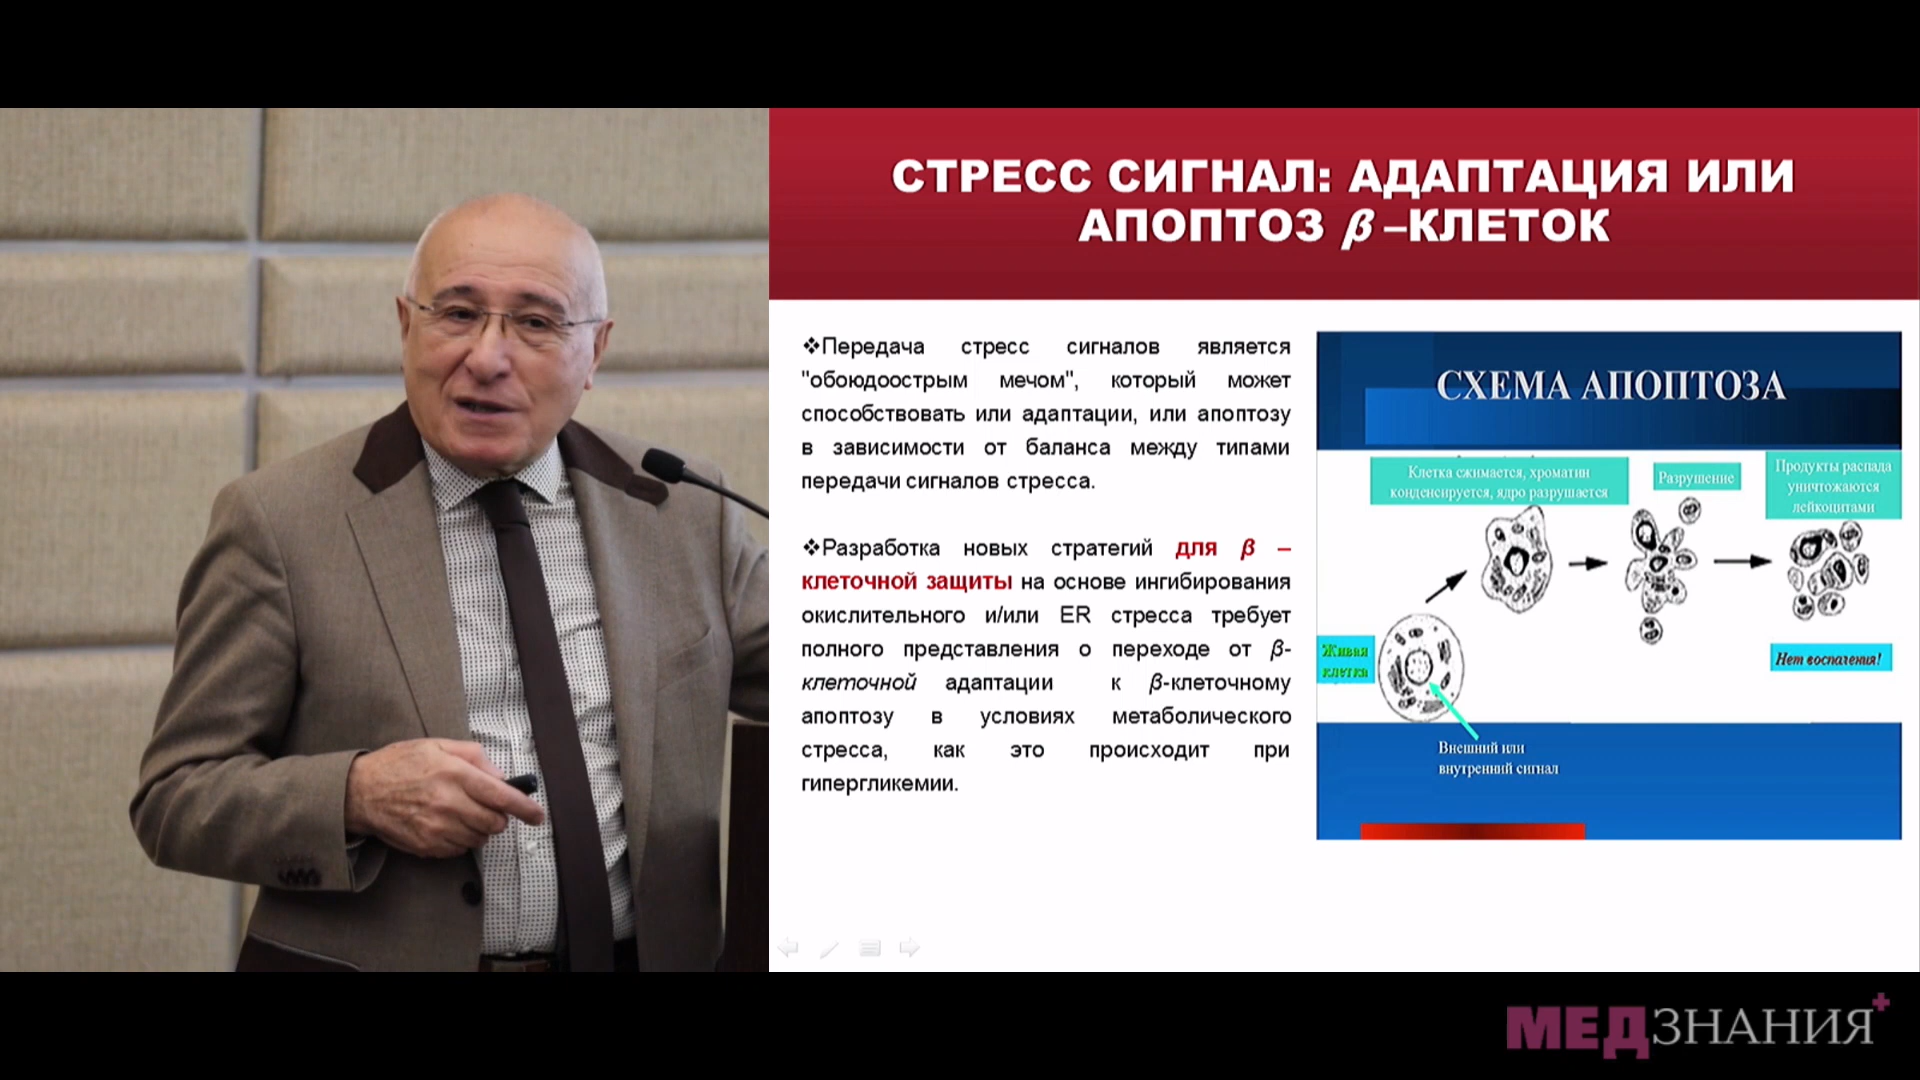 СТРЕСС СИГНАЛ: АДАПТАЦИЯ ИЛИ
АПОПТОЗ β –КЛЕТОК
❖Передача стресс сигналов является
"обоюдоострым мечом", который может
способствовать или адаптации, или апоптозу
в зависимости от баланса между типами
передачи сигналов стресса.
❖Разработка новых стратегий для β –
клеточной защиты на основе ингибирования
окислительного и/или ER стресса требует
полного представления о переходе от β-
клеточной адаптации к β-клеточному
апоптозу в условиях метаболического
стресса, как это происходит при
гипергликемии.
СХЕМА АПОПТОЗА
Клетка сжимается, хроматин
конденсируется, ядро разрушается
Разрушение
Продукты распада
уничтожаются
лейкоцитами
Живая
клетка
Нет воспаления!
Внешний или
внутренний сигнал
МЕДЗНАНИЯ+